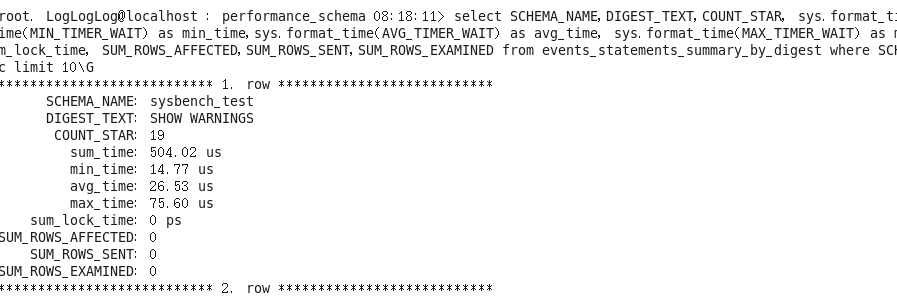 root. LogLogLog@localhost : performance_schema 08:18:11> select SCHEMA_NAME,DIGEST_TEXT,COUNT_STAR, sys.format_ti
ime(MIN_TIMER_WAIT) as min_time,sys.format_time(AVG_TIMER_WAIT) as avg_time, sys.format_time(MAX_TIMER_WAIT) as m
m_lock_time, SUM_ROWS_AFFECTED,SUM_ROWS_SENT,SUM_ROWS_EXAMINED from events_statements_summary_by_digest where SCH
c limit 10\G
*************************** 1. row ***************************
SCHEMA_NAME: sysbench_test
DIGEST_TEXT: SHOW WARNINGS
COUNT_STAR: 19
sum_time: 504.02 us
min_time: 14.77 us
avg_time: 26.53 us
max_time: 75.60 us
sum_lock_time: 0 ps
SUM_ROWS_AFFECTED: 0
SUM_ROWS_SENT: 0
SUM_ROWS_EXAMINED: 0
*************************** 2. row ***************************